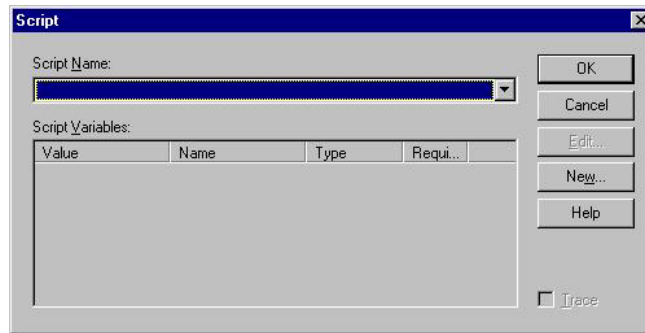 Script
Script Name:
OK
Cancel
Script Variables:
Edit...
Value Name Type Requi...
New...
Help
Trace